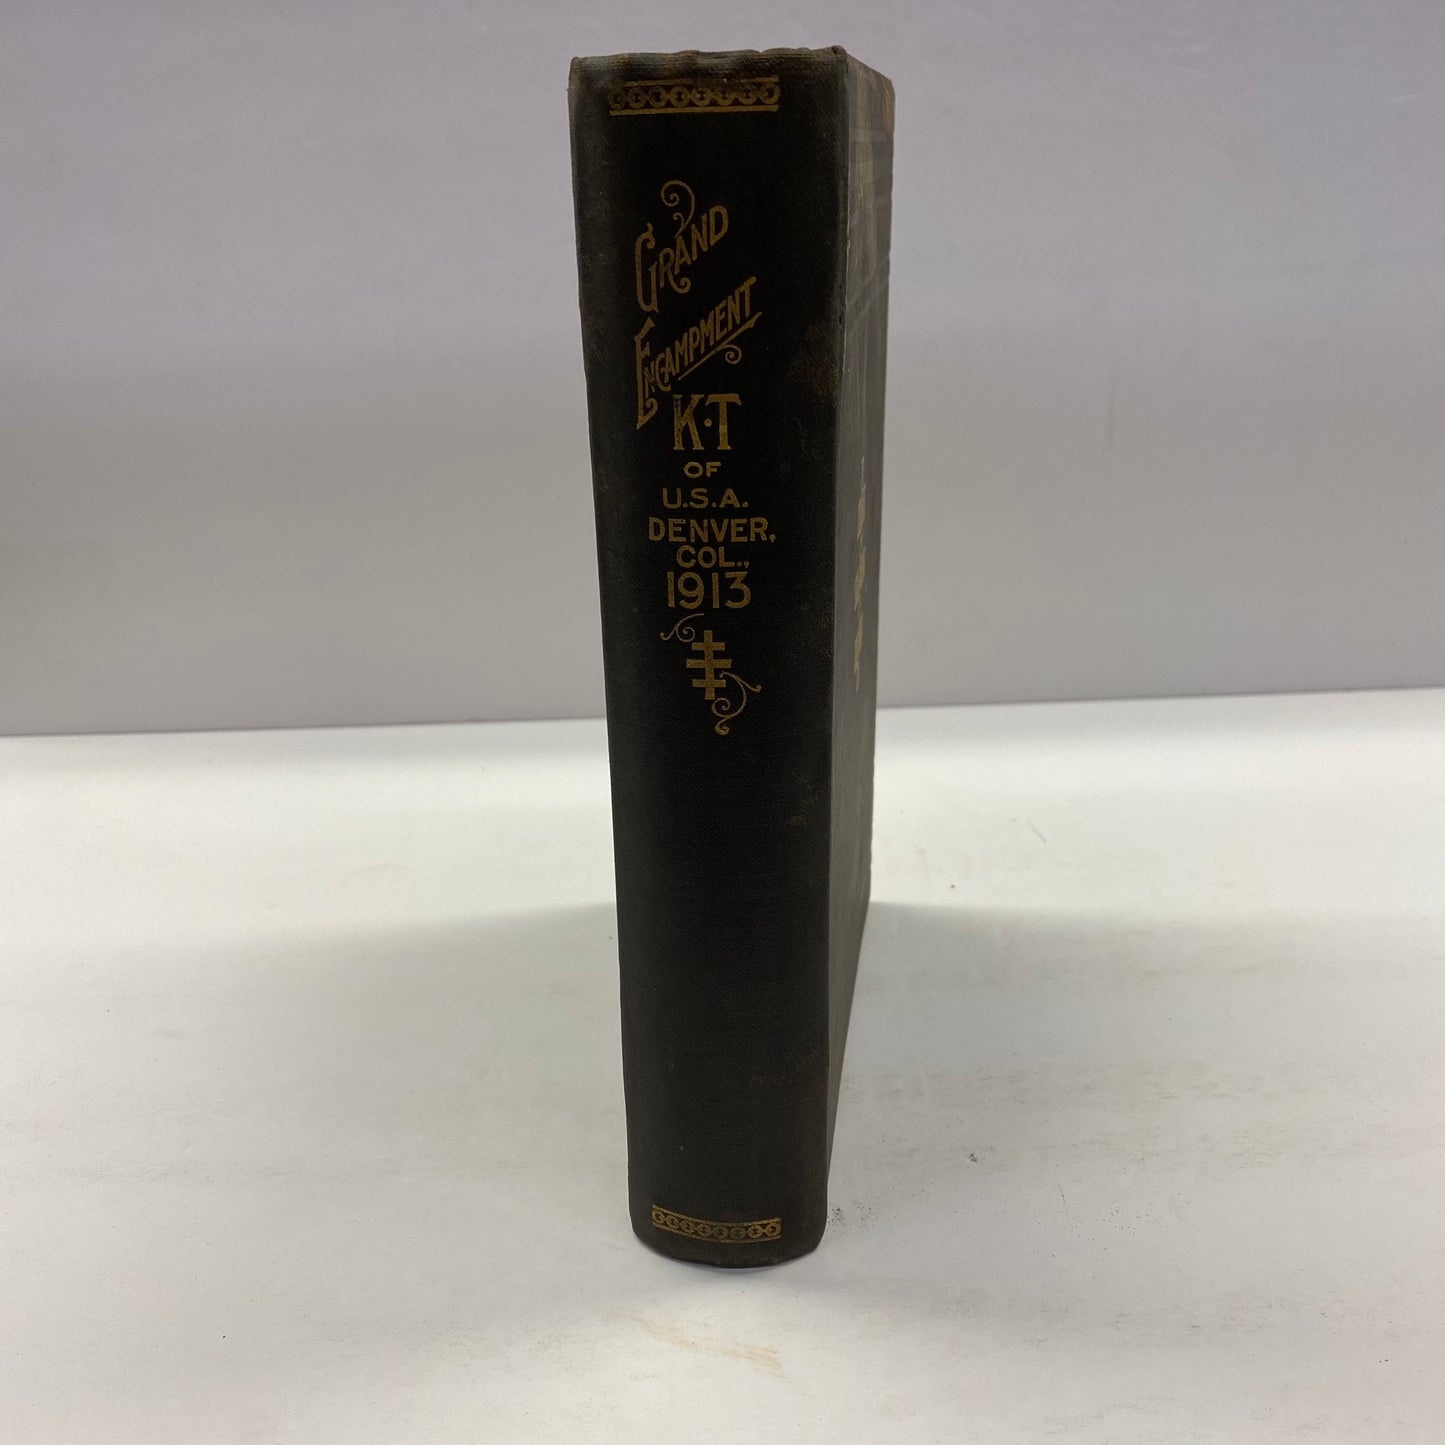 GRAND
ENCAMPMENT
K·T
OF
U.S.A.
DENVER,
COL.,
1913